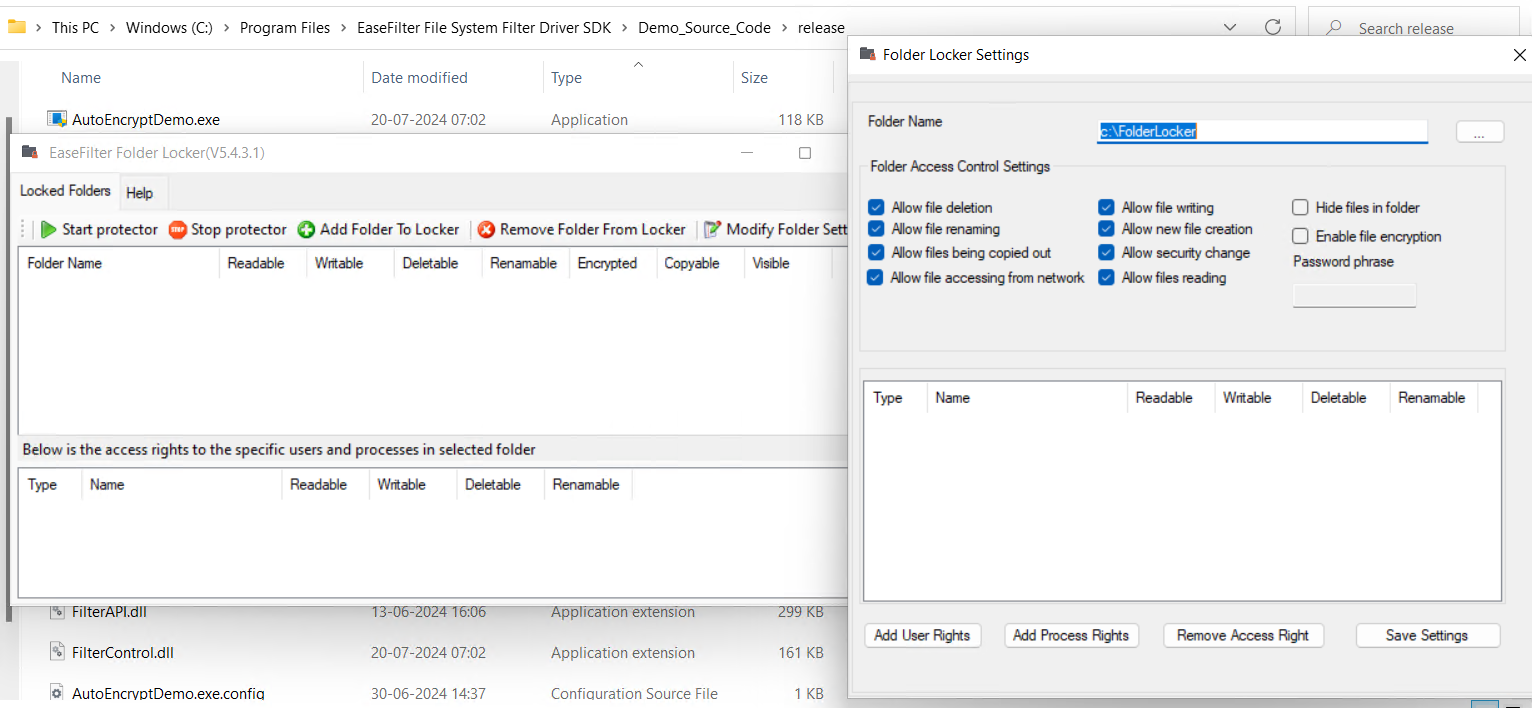 This PC > Windows (C:) > Program Files > EaseFilter File System Filter Driver SDK > Demo_Source_Code > release
Search release
Name Date modified Type Size
AutoEncryptDemo.exe 20-07-2024 07:02 Application 118 KB
EaseFilter Folder Locker(V5.4.3.1)
Locked Folders Help
Start protector STOP Stop protector Add Folder To Locker Remove Folder From Locker Modify Folder Sett
Folder Name Readable Writable Deletable Renamable Encrypted Copyable Visible
Below is the access rights to the specific users and processes in selected folder
Type Name Readable Writable Deletable Renamable
FilterAPI.dll 13-06-2024 16:06 Application extension 299 KB
FilterControl.dll 20-07-2024 07:02 Application extension 161 KB
AutoEncryptDemo.exe.config 30-06-2024 14:37 Configuration Source File 1 KB
Folder Locker Settings
Folder Name c:\FolderLocker ...
Folder Access Control Settings
Allow file deletion Allow file writing Hide files in folder
Allow file renaming Allow new file creation Enable file encryption
Allow files being copied out Allow security change Password phrase
Allow file accessing from network Allow files reading
Type Name Readable Writable Deletable Renamable
Add User Rights Add Process Rights Remove Access Right Save Settings